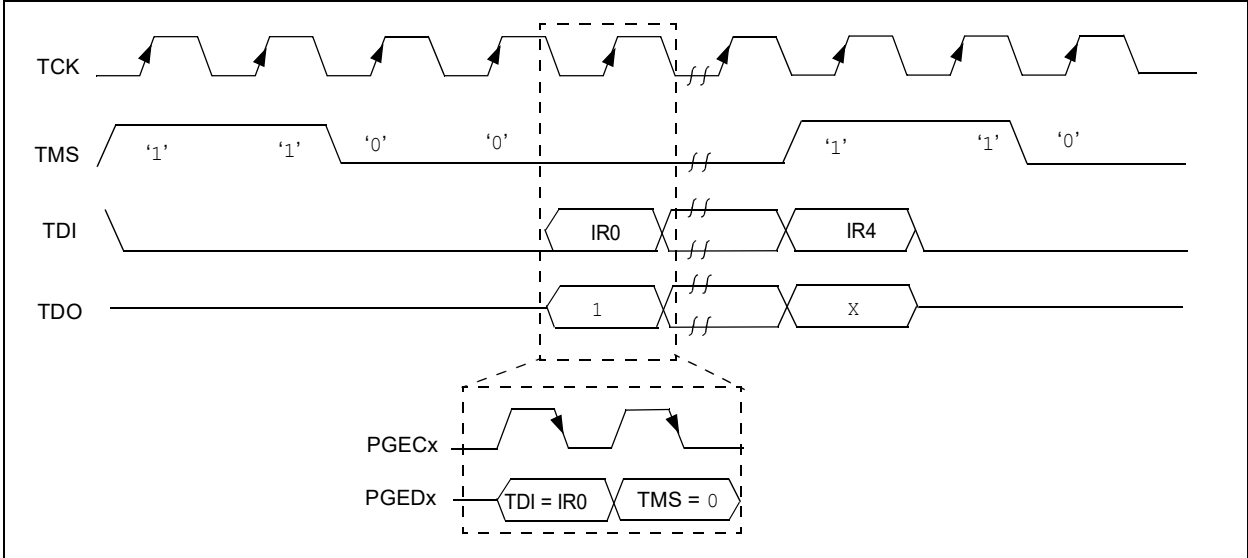 TCK
TMS ‘1’ ‘1’ ‘0’ ‘0’ ‘1’ ‘1’ ‘0’
TDI IR0 IR4
TDO 1 X
PGECx
PGEDx TDI = IR0 TMS = 0